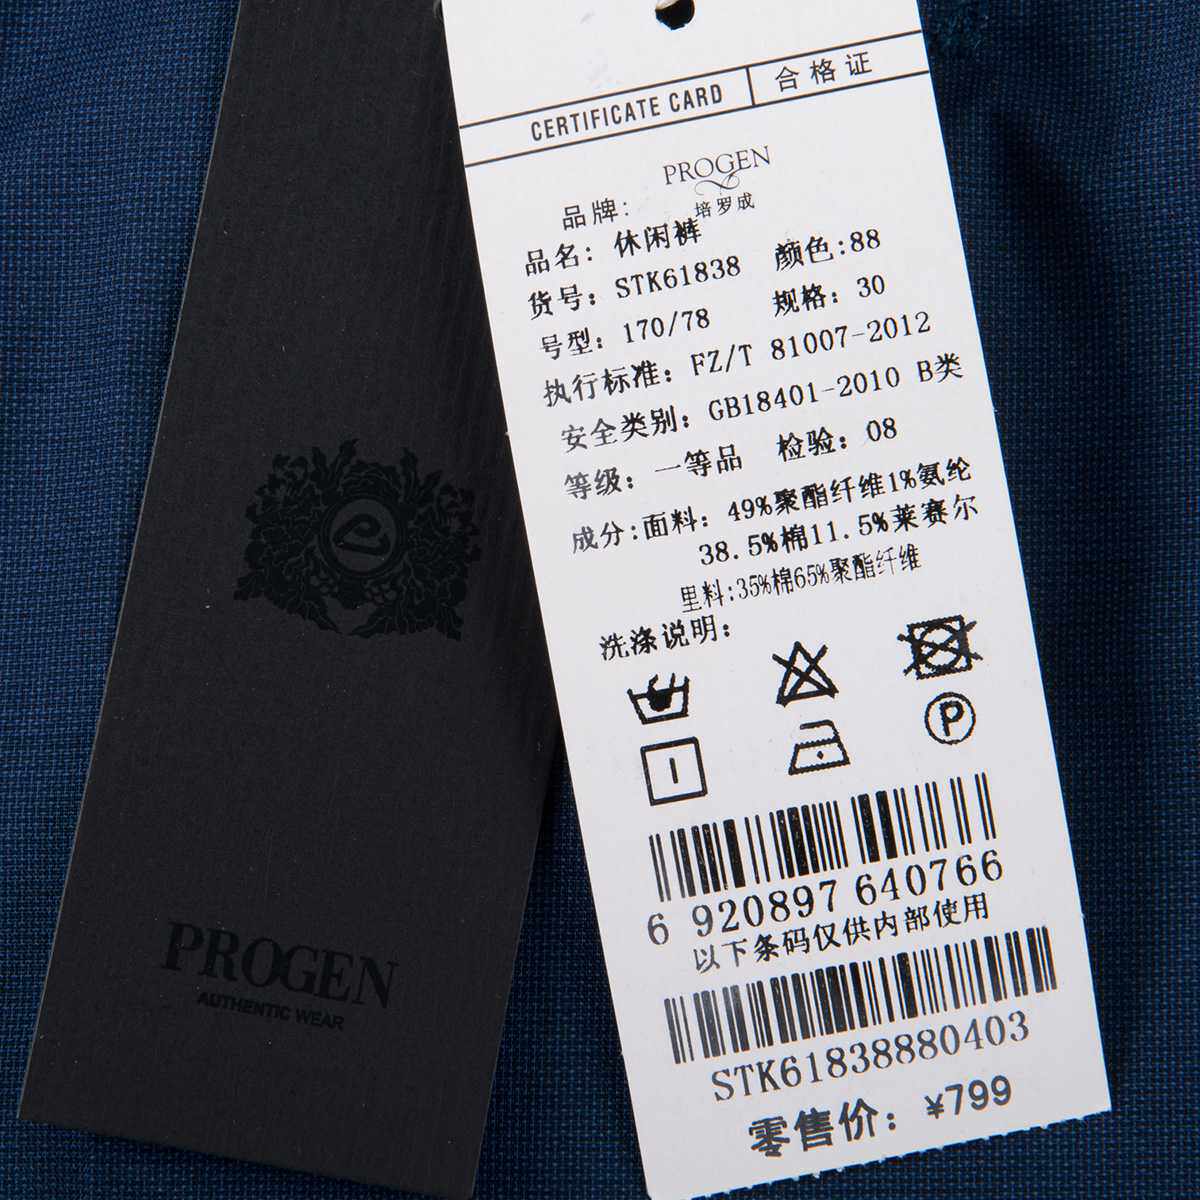 CERTIFICATE CARD 合格证
PROGEN
品牌: 培罗成
品名: 休闲裤
货号: STK61838 颜色:88
号型: 170/78 规格: 30
执行标准: FZ/T 81007-2012
安全类别: GB18401-2010 B类
等级: 一等品 检验: 08
成分:面料: 49%聚酯纤维1%氨纶
38.5%棉11.5%莱赛尔
里料:35%棉65%聚酯纤维
洗涤说明:
P
6 920897 640766
以下条码仅供内部使用
STK61838880403
零售价: ¥799
PROGEN
AUTHENTIC WEAR